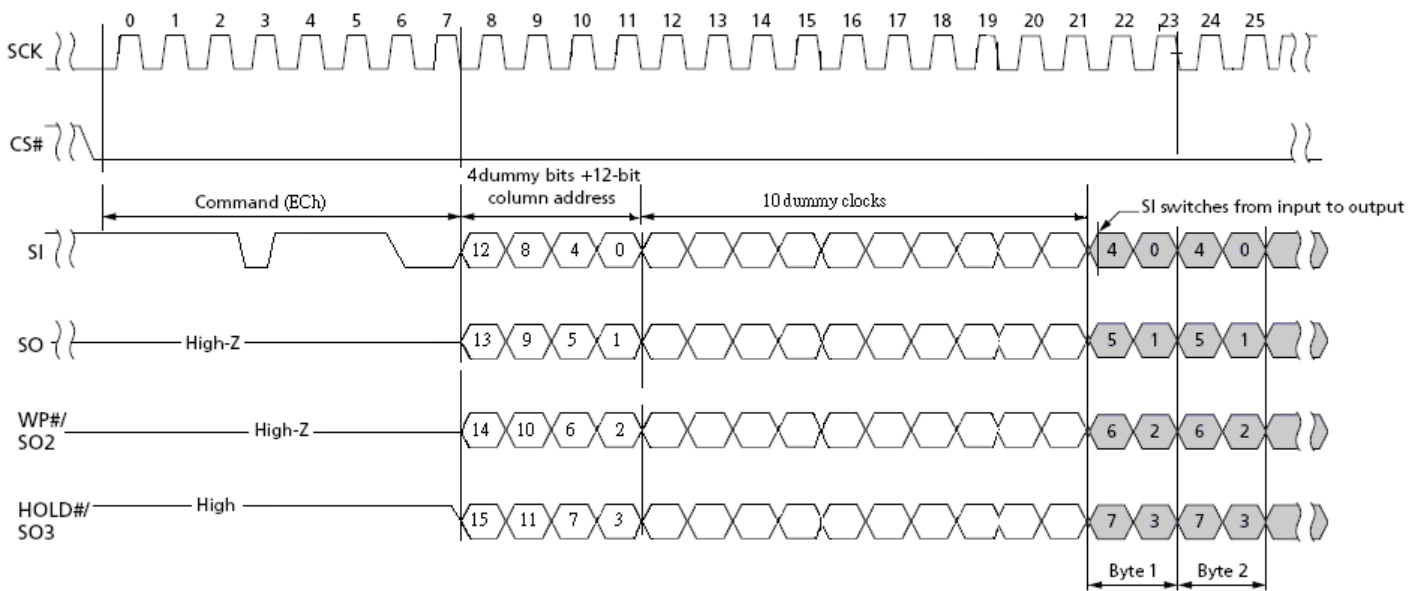 0 1 2 3 4 5 6 7 8 9 10 11 12 13 14 15 16 17 18 19 20 21 22 23 24 25
SCK
CS#
4dummy bits +12-bit
column address
Command (ECh)
10 dummy clocks
SI switches from input to output
SI 12 8 4 0 4 0 4 0
SO High-Z 13 9 5 1 5 1 5 1
WP#/
SO2 High-Z 14 10 6 2 6 2 6 2
HOLD#/
SO3 High 15 11 7 3 7 3 7 3
Byte 1 Byte 2